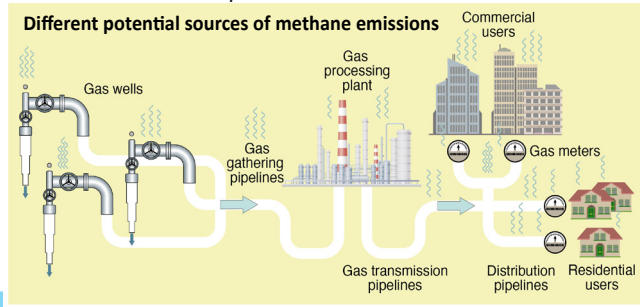 Different potential sources of methane emissions
Commercial
users
Gas
processing
plant
Gas wells
Gas
gathering
pipelines
Gas meters
Gas transmission
pipelines
Distribution
pipelines
Residential
users